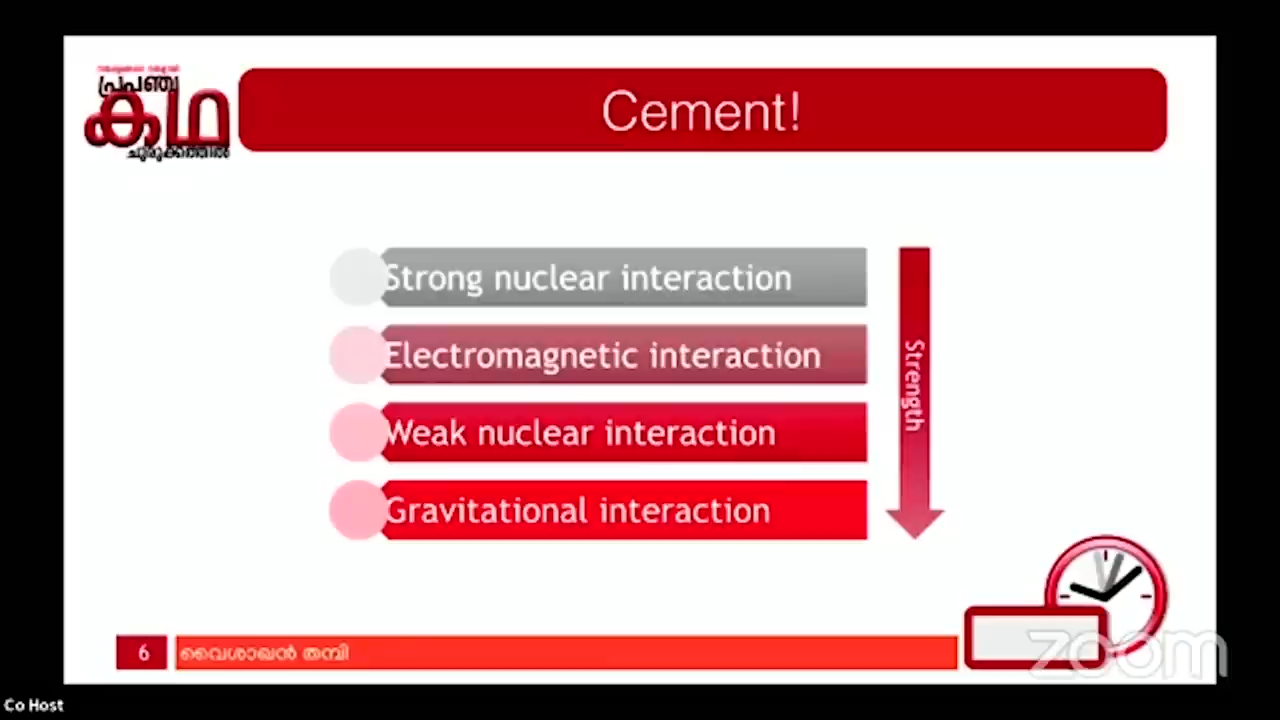 പ്രപഞ്ച
കഥ
ചുരുക്കത്തിൽ
Cement!
Strong nuclear interaction
Electromagnetic interaction
Weak nuclear interaction
Gravitational interaction
Strength
6
വൈശാഖൻ തമ്പി
zoom
Co Host